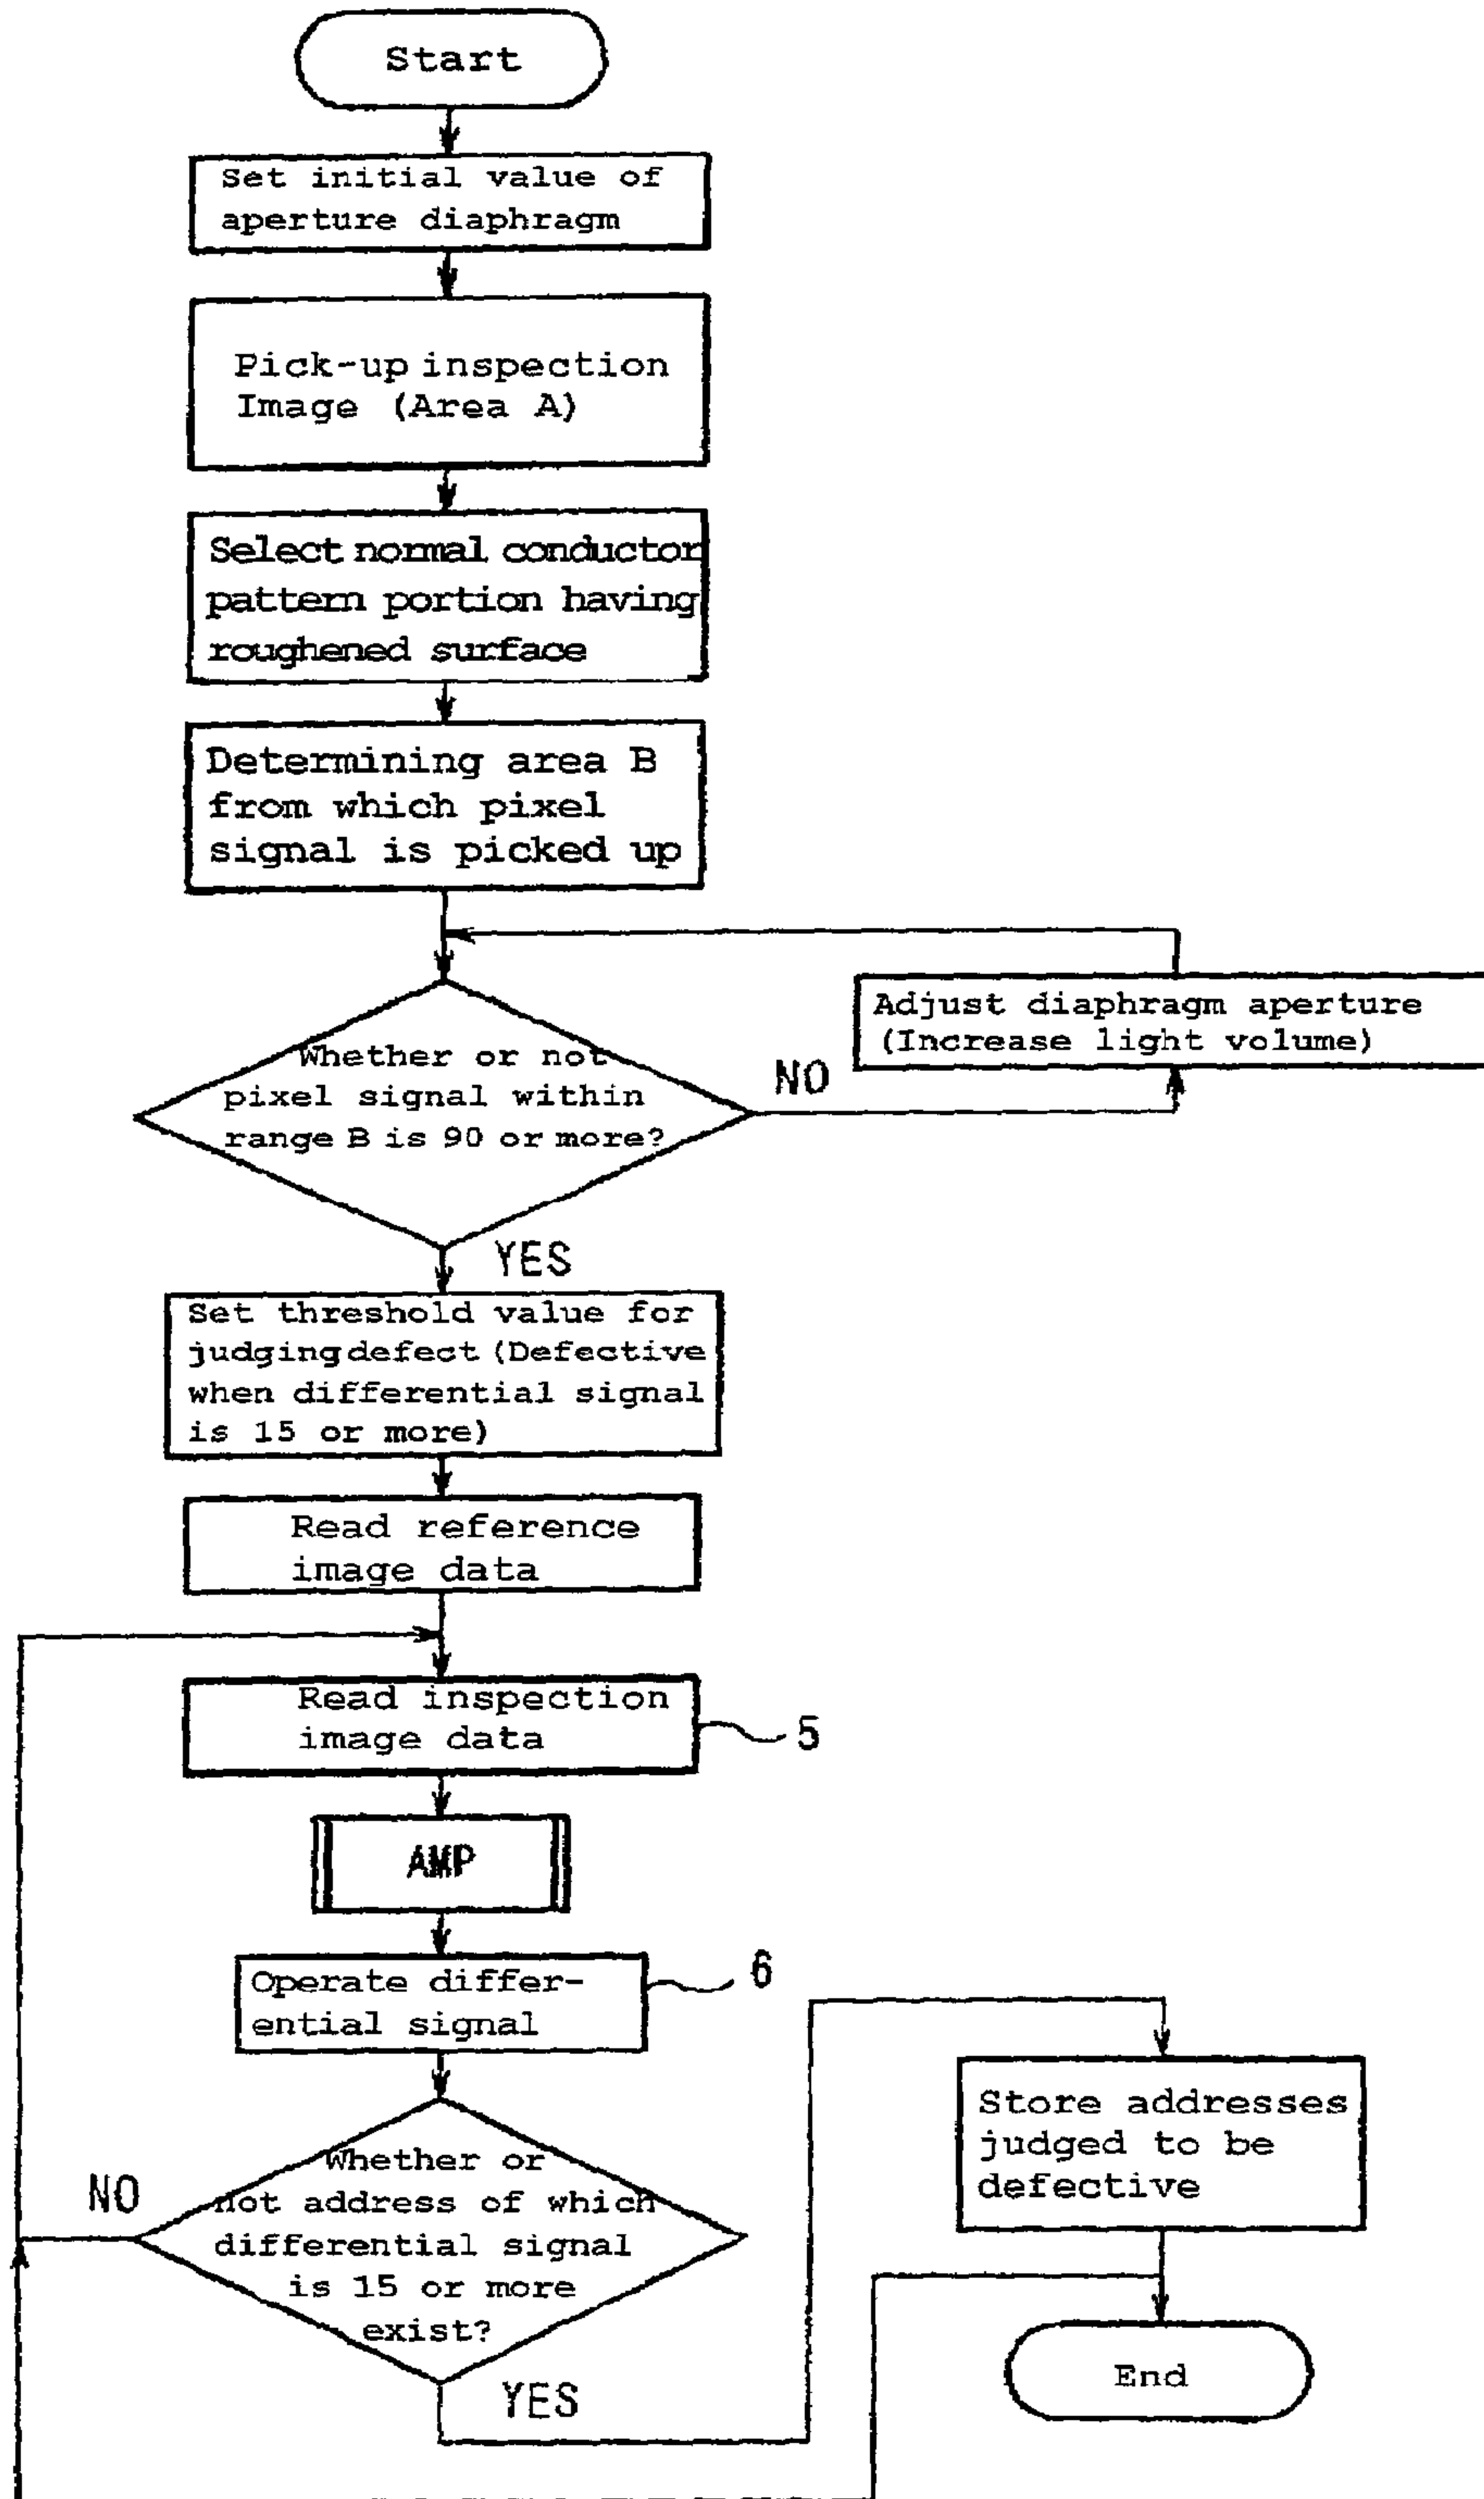 Start
Set initial value of
aperture diaphragm
Pick-up inspection
Image (Area A)
Select normal conductor
pattern portion having
roughened surface
Determining area B
from which pixel
signal is picked up
Adjust diaphragm aperture
(Increase light volume)
Whether or not
pixel signal within
range B is 90 or more?
NO
YES
Set threshold value for
judging defect (Defective
when differential signal
is 15 or more)
Read reference
image data
Read inspection
image data
5
AMP
Operate differ-
ential signal
6
Whether or
not address of which
differential signal
is 15 or more
exist?
NO
YES
Store addresses
judged to be
defective
End